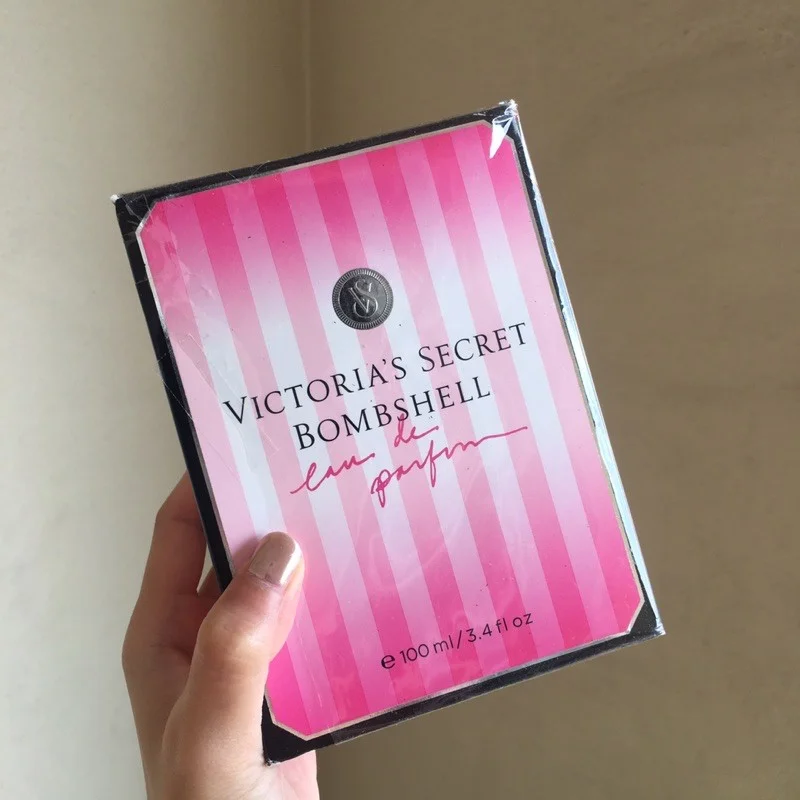 VS
VICTORIA'S SECRET
BOMBSHELL
eau de
parfum
e 100 ml/3.4 fl oz